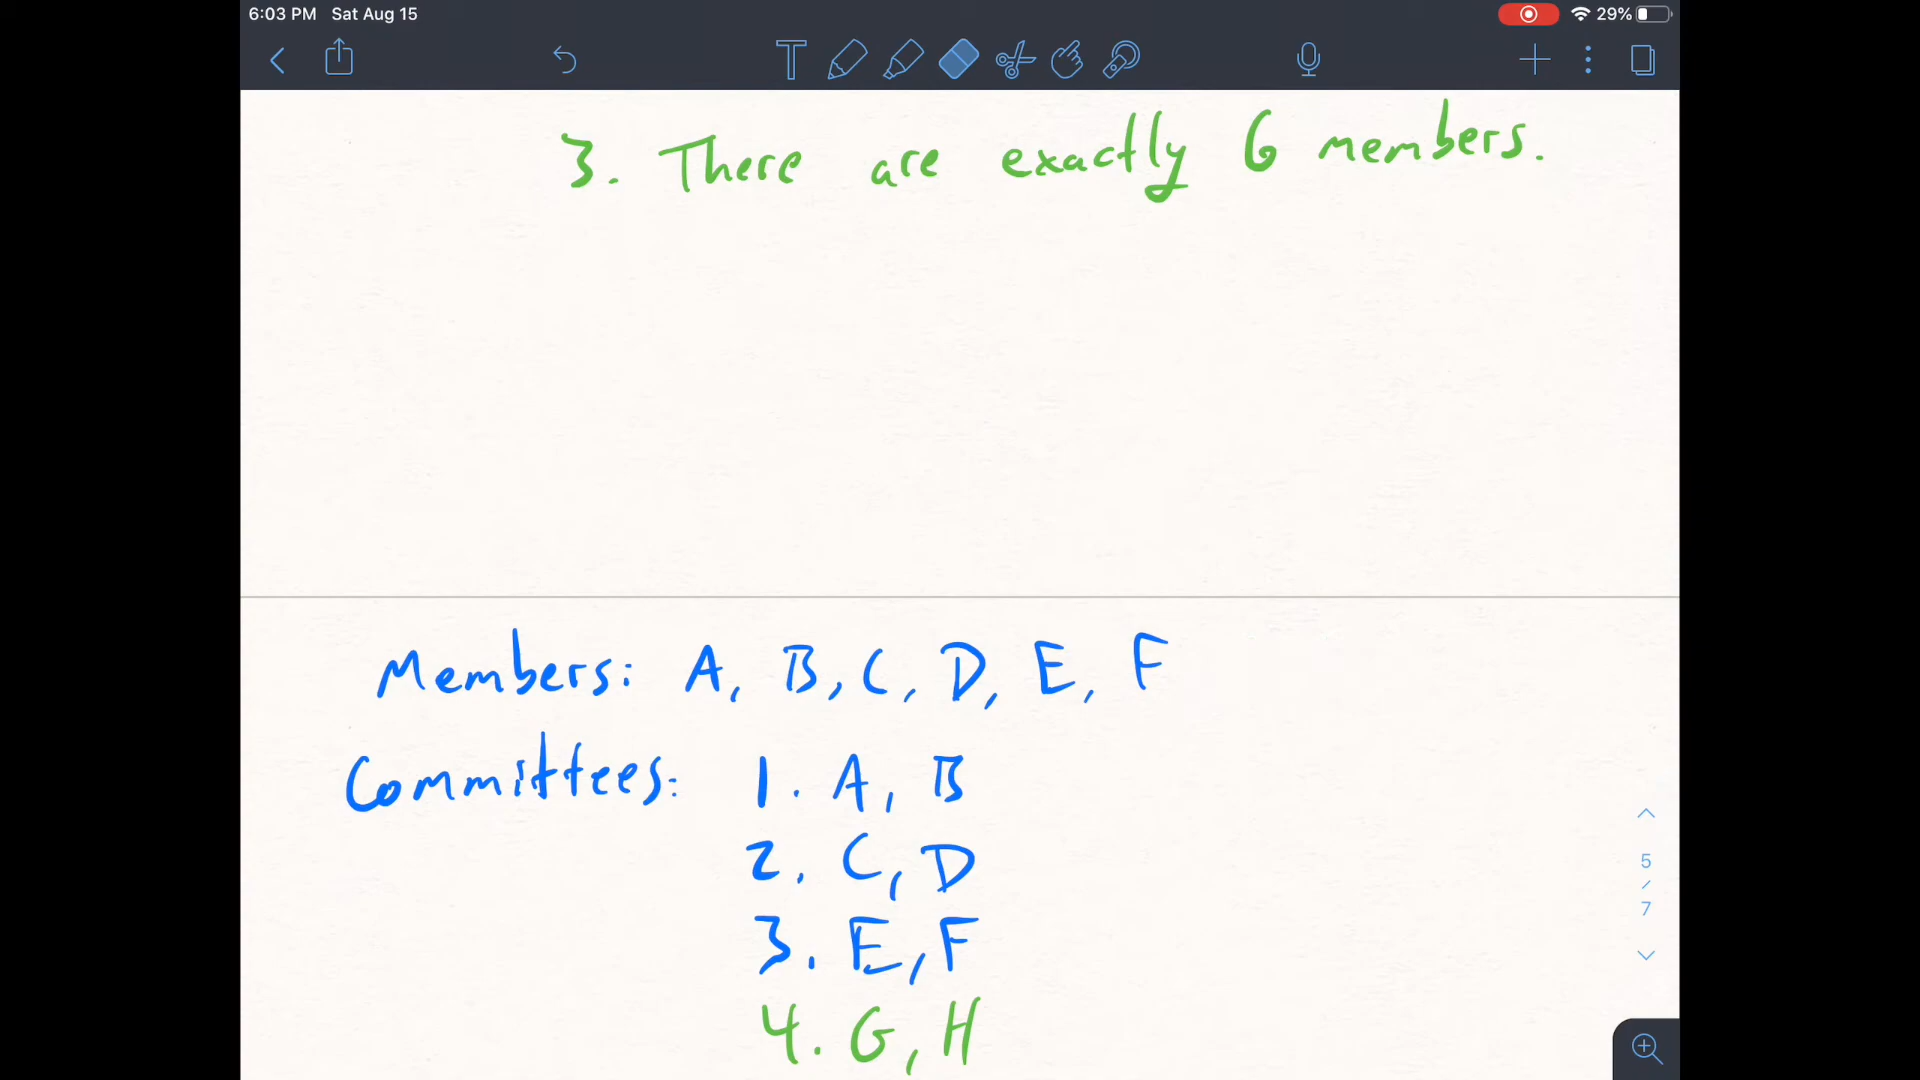 6:03 PM Sat Aug 15 29%
T
3. There are exactly 6 members.
Members: A, B, C, D, E, F
Committees: 1. A, B
2. C, D
3. E, F
4. G, H
5
/
7